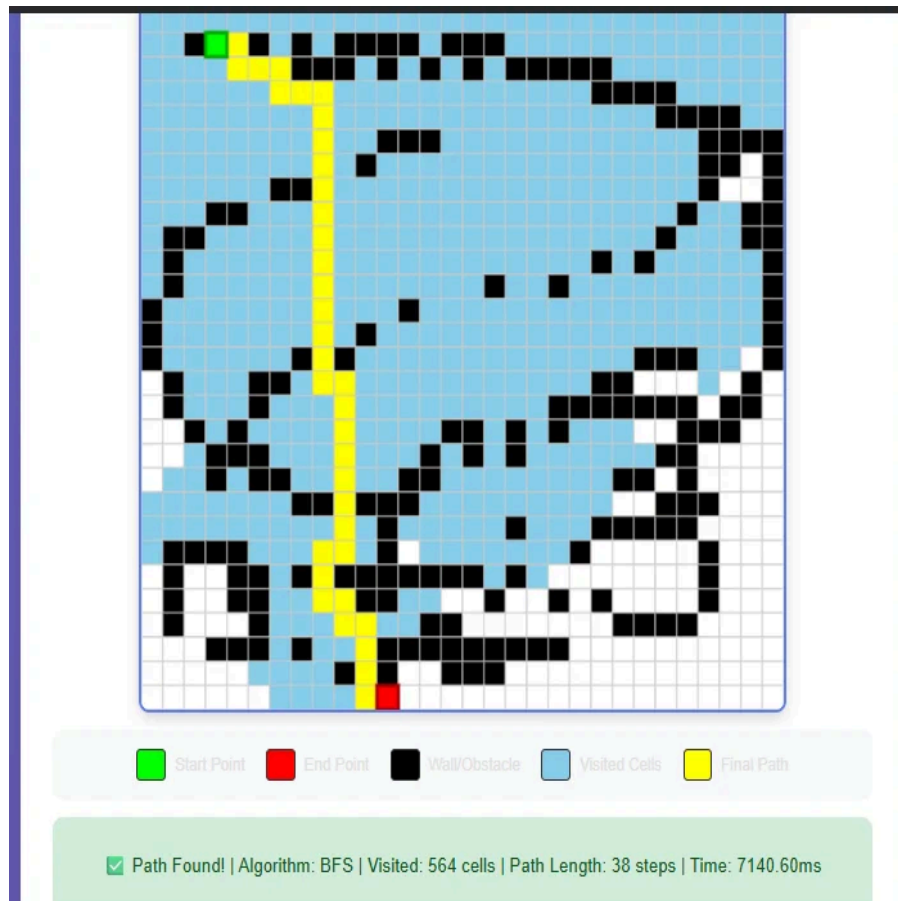 Start Point End Point Wall/Obstacle Visited Cells Final Path
✅ Path Found! | Algorithm: BFS | Visited: 564 cells | Path Length: 38 steps | Time: 7140.60ms